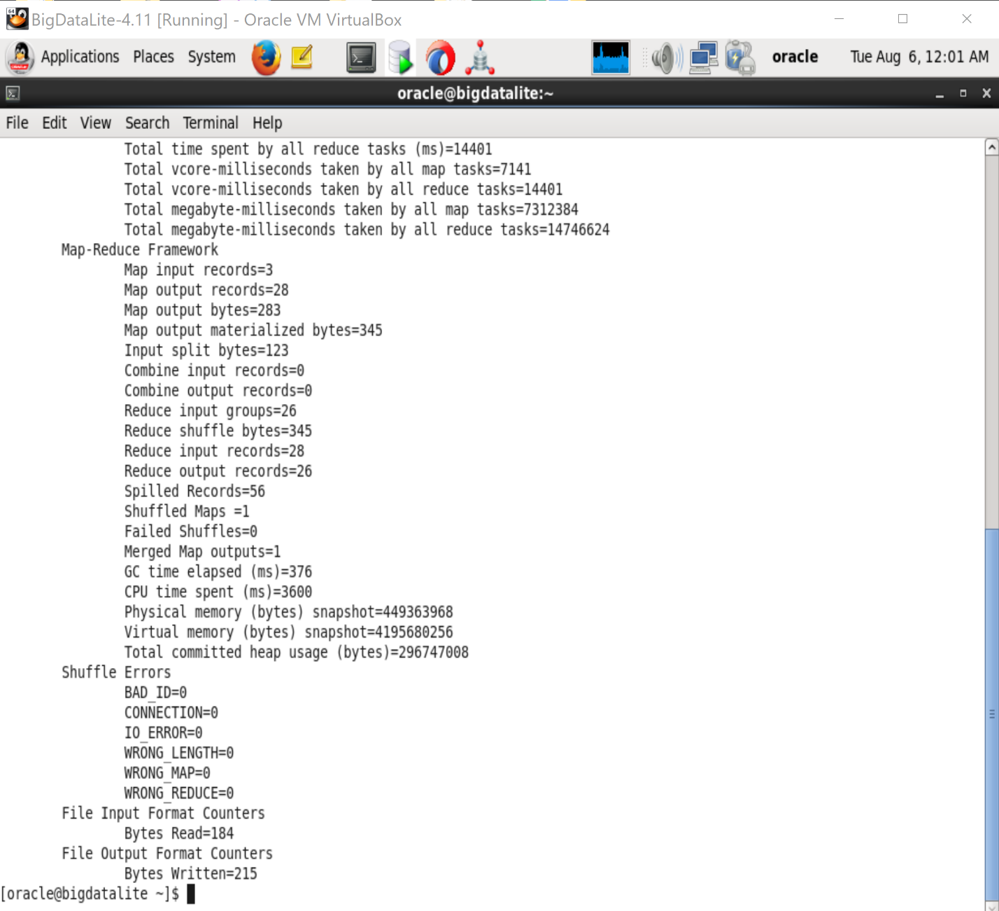 BigDataLite-4.11 [Running] - Oracle VM VirtualBox
Applications Places System oracle Tue Aug 6, 12:01 AM
oracle@bigdatalite:~
File Edit View Search Terminal Help
Total time spent by all reduce tasks (ms)=14401
Total vcore-milliseconds taken by all map tasks=7141
Total vcore-milliseconds taken by all reduce tasks=14401
Total megabyte-milliseconds taken by all map tasks=7312384
Total megabyte-milliseconds taken by all reduce tasks=14746624
Map-Reduce Framework
Map input records=3
Map output records=28
Map output bytes=283
Map output materialized bytes=345
Input split bytes=123
Combine input records=0
Combine output records=0
Reduce input groups=26
Reduce shuffle bytes=345
Reduce input records=28
Reduce output records=26
Spilled Records=56
Shuffled Maps =1
Failed Shuffles=0
Merged Map outputs=1
GC time elapsed (ms)=376
CPU time spent (ms)=3600
Physical memory (bytes) snapshot=449363968
Virtual memory (bytes) snapshot=4195680256
Total committed heap usage (bytes)=296747008
Shuffle Errors
BAD_ID=0
CONNECTION=0
IO_ERROR=0
WRONG_LENGTH=0
WRONG_MAP=0
WRONG_REDUCE=0
File Input Format Counters
Bytes Read=184
File Output Format Counters
Bytes Written=215
[oracle@bigdatalite ~]$